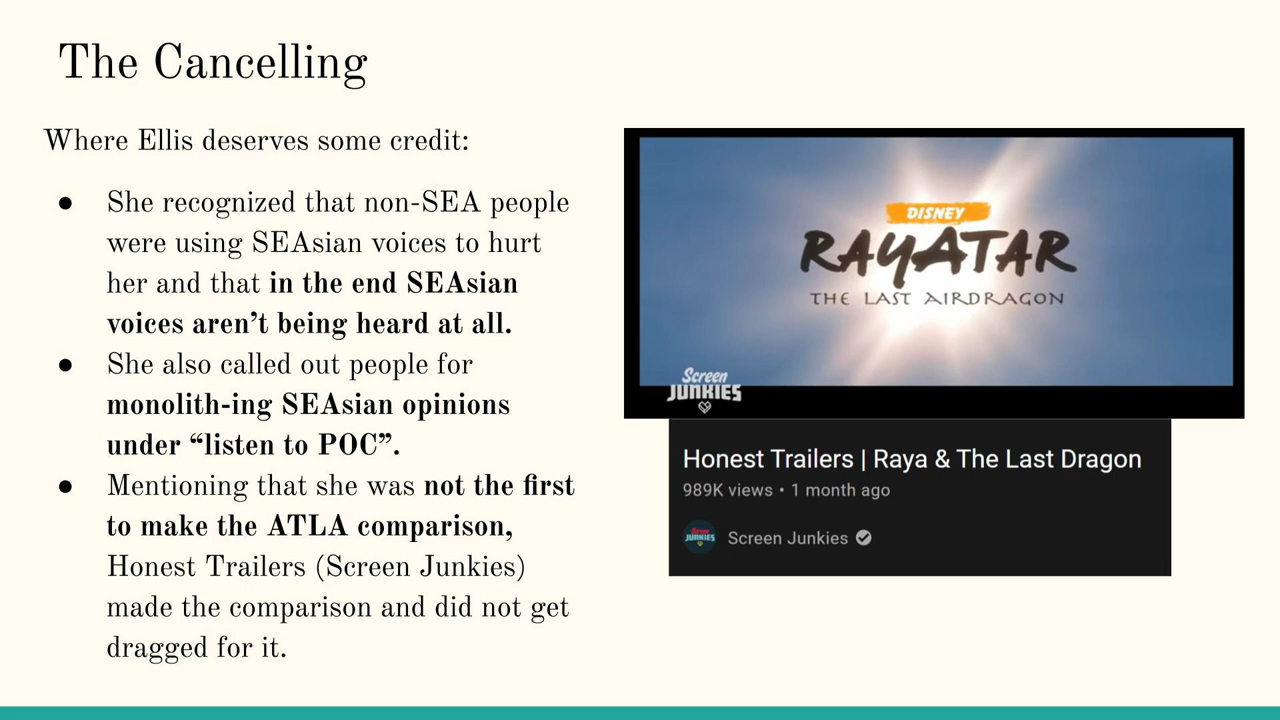 The Cancelling
Where Ellis deserves some credit:
● She recognized that non-SEA people
were using SEAsian voices to hurt
her and that in the end SEAsian
voices aren’t being heard at all.
● She also called out people for
monolith-ing SEAsian opinions
under “listen to POC”.
● Mentioning that she was not the first
to make the ATLA comparison,
Honest Trailers (Screen Junkies)
made the comparison and did not get
dragged for it.
DISNEY
RAYATAR
THE LAST AIRDRAGON
Screen
JUNKIES
Honest Trailers | Raya & The Last Dragon
989K views • 1 month ago
Screen
JUNKIES
Screen Junkies